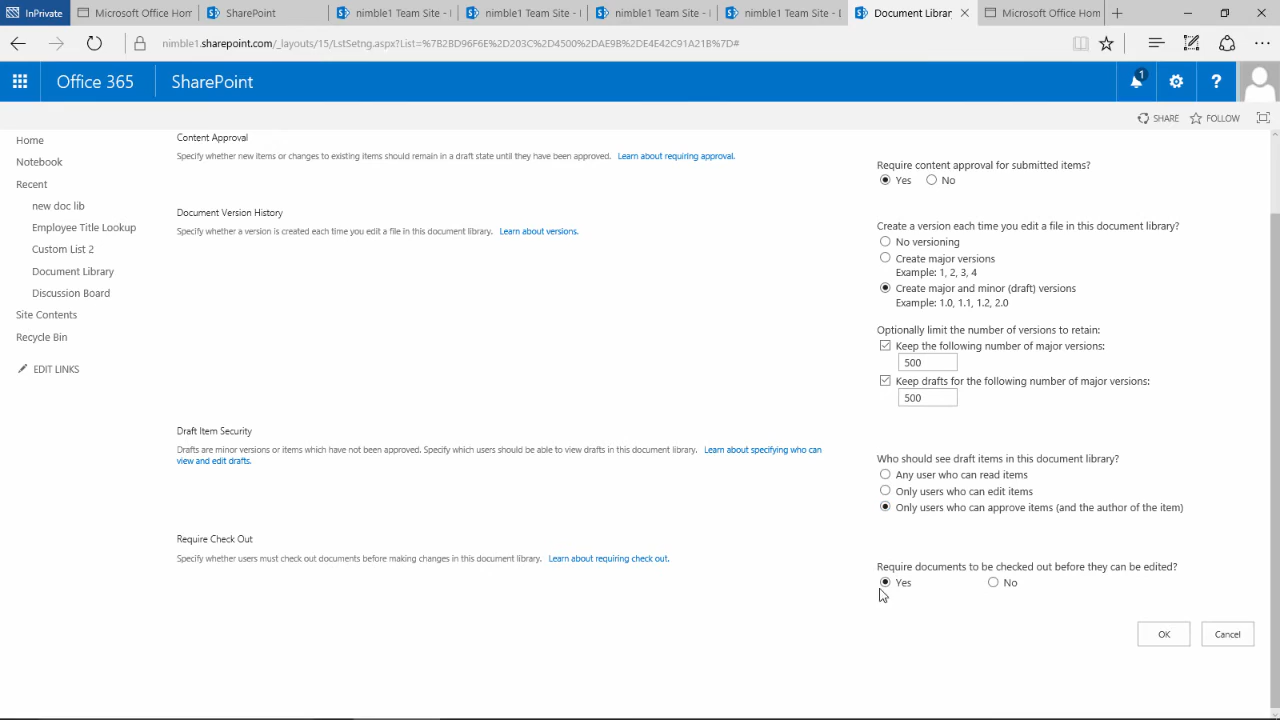 InPrivate
Microsoft Office Hom
SharePoint
nimble1 Team Site - I
nimble1 Team Site - I
nimble1 Team Site - I
nimble1 Team Site - I
Document Library
Microsoft Office Hom
nimble1.sharepoint.com/_layouts/15/LstSetng.aspx?List=%7B2BD96F6E%2D203C%2D4500%2DAE9B%2DE4E42C91A21B%7D#
Office 365
SharePoint
1
?
SHARE
FOLLOW
Home
Notebook
Recent
new doc lib
Employee Title Lookup
Custom List 2
Document Library
Discussion Board
Site Contents
Recycle Bin
EDIT LINKS
Content Approval
Specify whether new items or changes to existing items should remain in a draft state until they have been approved. Learn about requiring approval.
Require content approval for submitted items?
Yes No
Document Version History
Specify whether a version is created each time you edit a file in this document library. Learn about versions.
Create a version each time you edit a file in this document library?
No versioning
Create major versions
Example: 1, 2, 3, 4
Create major and minor (draft) versions
Example: 1.0, 1.1, 1.2, 2.0
Optionally limit the number of versions to retain:
Keep the following number of major versions:
500
Keep drafts for the following number of major versions:
500
Draft Item Security
Drafts are minor versions or items which have not been approved. Specify which users should be able to view drafts in this document library. Learn about specifying who can
view and edit drafts.
Who should see draft items in this document library?
Any user who can read items
Only users who can edit items
Only users who can approve items (and the author of the item)
Require Check Out
Specify whether users must check out documents before making changes in this document library. Learn about requiring check out.
Require documents to be checked out before they can be edited?
Yes No
OK Cancel